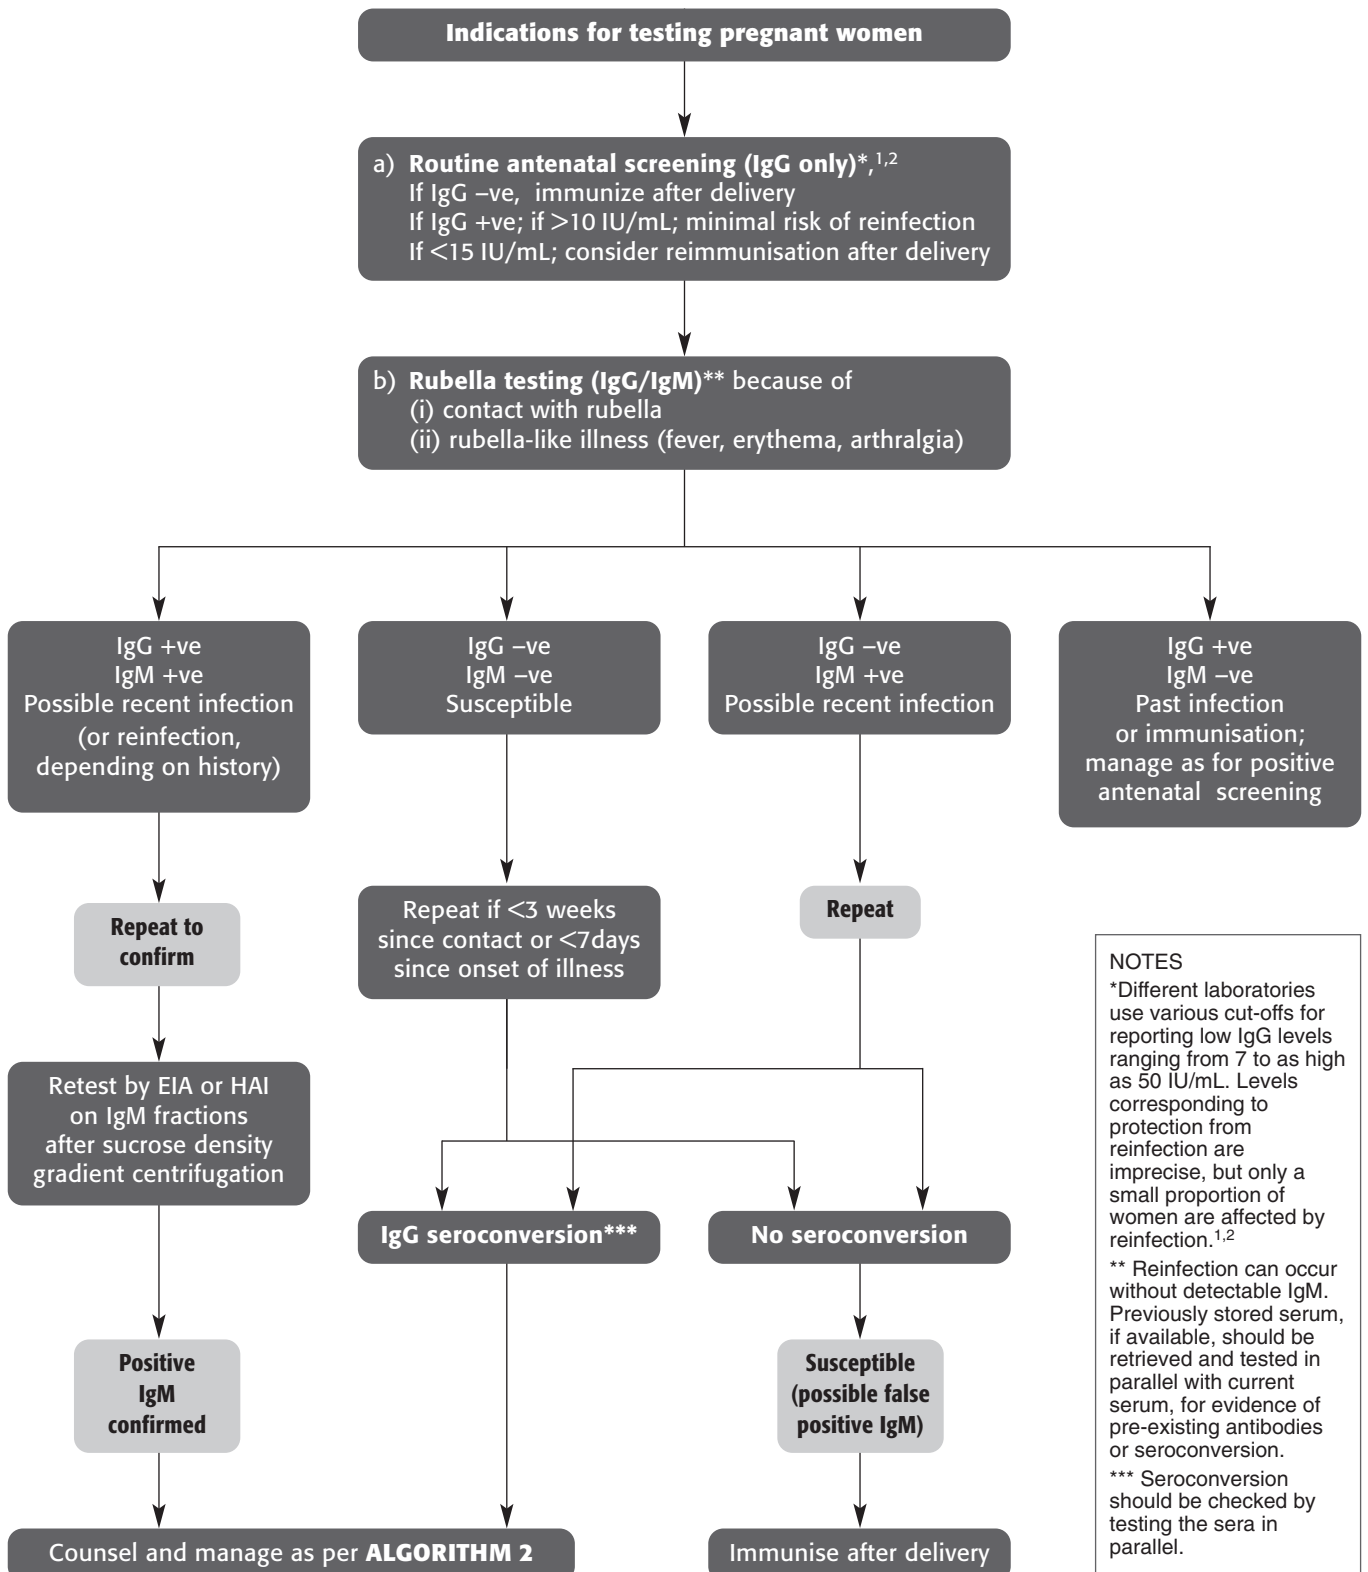 Indications for testing pregnant women
a) Routine antenatal screening (IgG only)*,1,2
If IgG –ve, immunize after delivery
If IgG +ve; if >10 IU/mL; minimal risk of reinfection
If <15 IU/mL; consider reimmunisation after delivery
b) Rubella testing (IgG/IgM)** because of
(i) contact with rubella
(ii) rubella-like illness (fever, erythema, arthralgia)
IgG +ve
IgM +ve
Possible recent infection
(or reinfection,
depending on history)
IgG –ve
IgM –ve
Susceptible
IgG –ve
IgM +ve
Possible recent infection
IgG +ve
IgM –ve
Past infection
or immunisation;
manage as for positive
antenatal screening
Repeat to
confirm
Repeat if <3 weeks
since contact or <7days
since onset of illness
Repeat
Retest by EIA or HAI
on IgM fractions
after sucrose density
gradient centrifugation
IgG seroconversion***
No seroconversion
Positive
IgM
confirmed
Susceptible
(possible false
positive IgM)
Counsel and manage as per ALGORITHM 2
Immunise after delivery
NOTES
*Different laboratories
use various cut-offs for
reporting low IgG levels
ranging from 7 to as high
as 50 IU/mL. Levels
corresponding to
protection from
reinfection are
imprecise, but only a
small proportion of
women are affected by
reinfection.1,2
** Reinfection can occur
without detectable IgM.
Previously stored serum,
if available, should be
retrieved and tested in
parallel with current
serum, for evidence of
pre-existing antibodies
or seroconversion.
*** Seroconversion
should be checked by
testing the sera in
parallel.